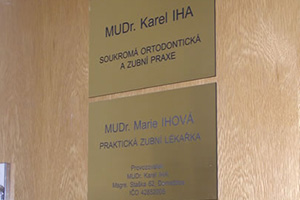 MUDr. Karel IHA
SOUKROMÁ ORTODONTICKÁ
A ZUBNÍ PRAXE
MUDr. Marie IHOVÁ
PRAKTICKÁ ZUBNÍ LÉKAŘKA
Provozovatel:
MUDr. Karel IHA